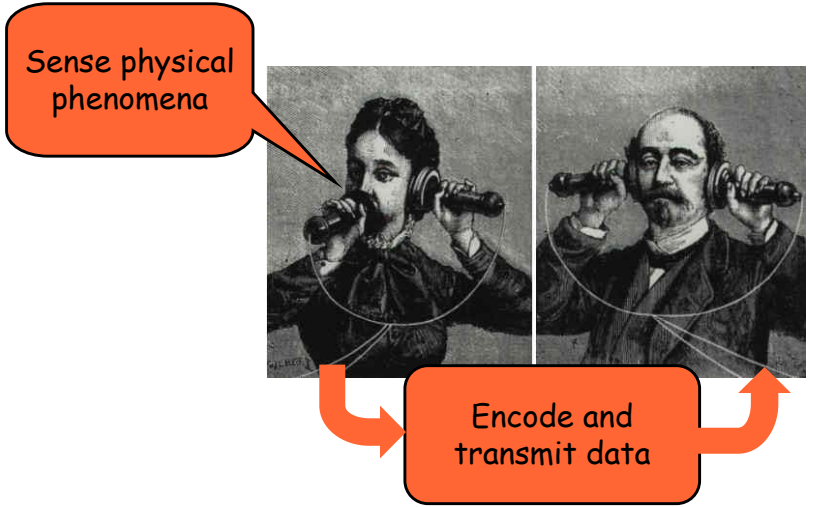 Sense physical
phenomena
Encode and
transmit data